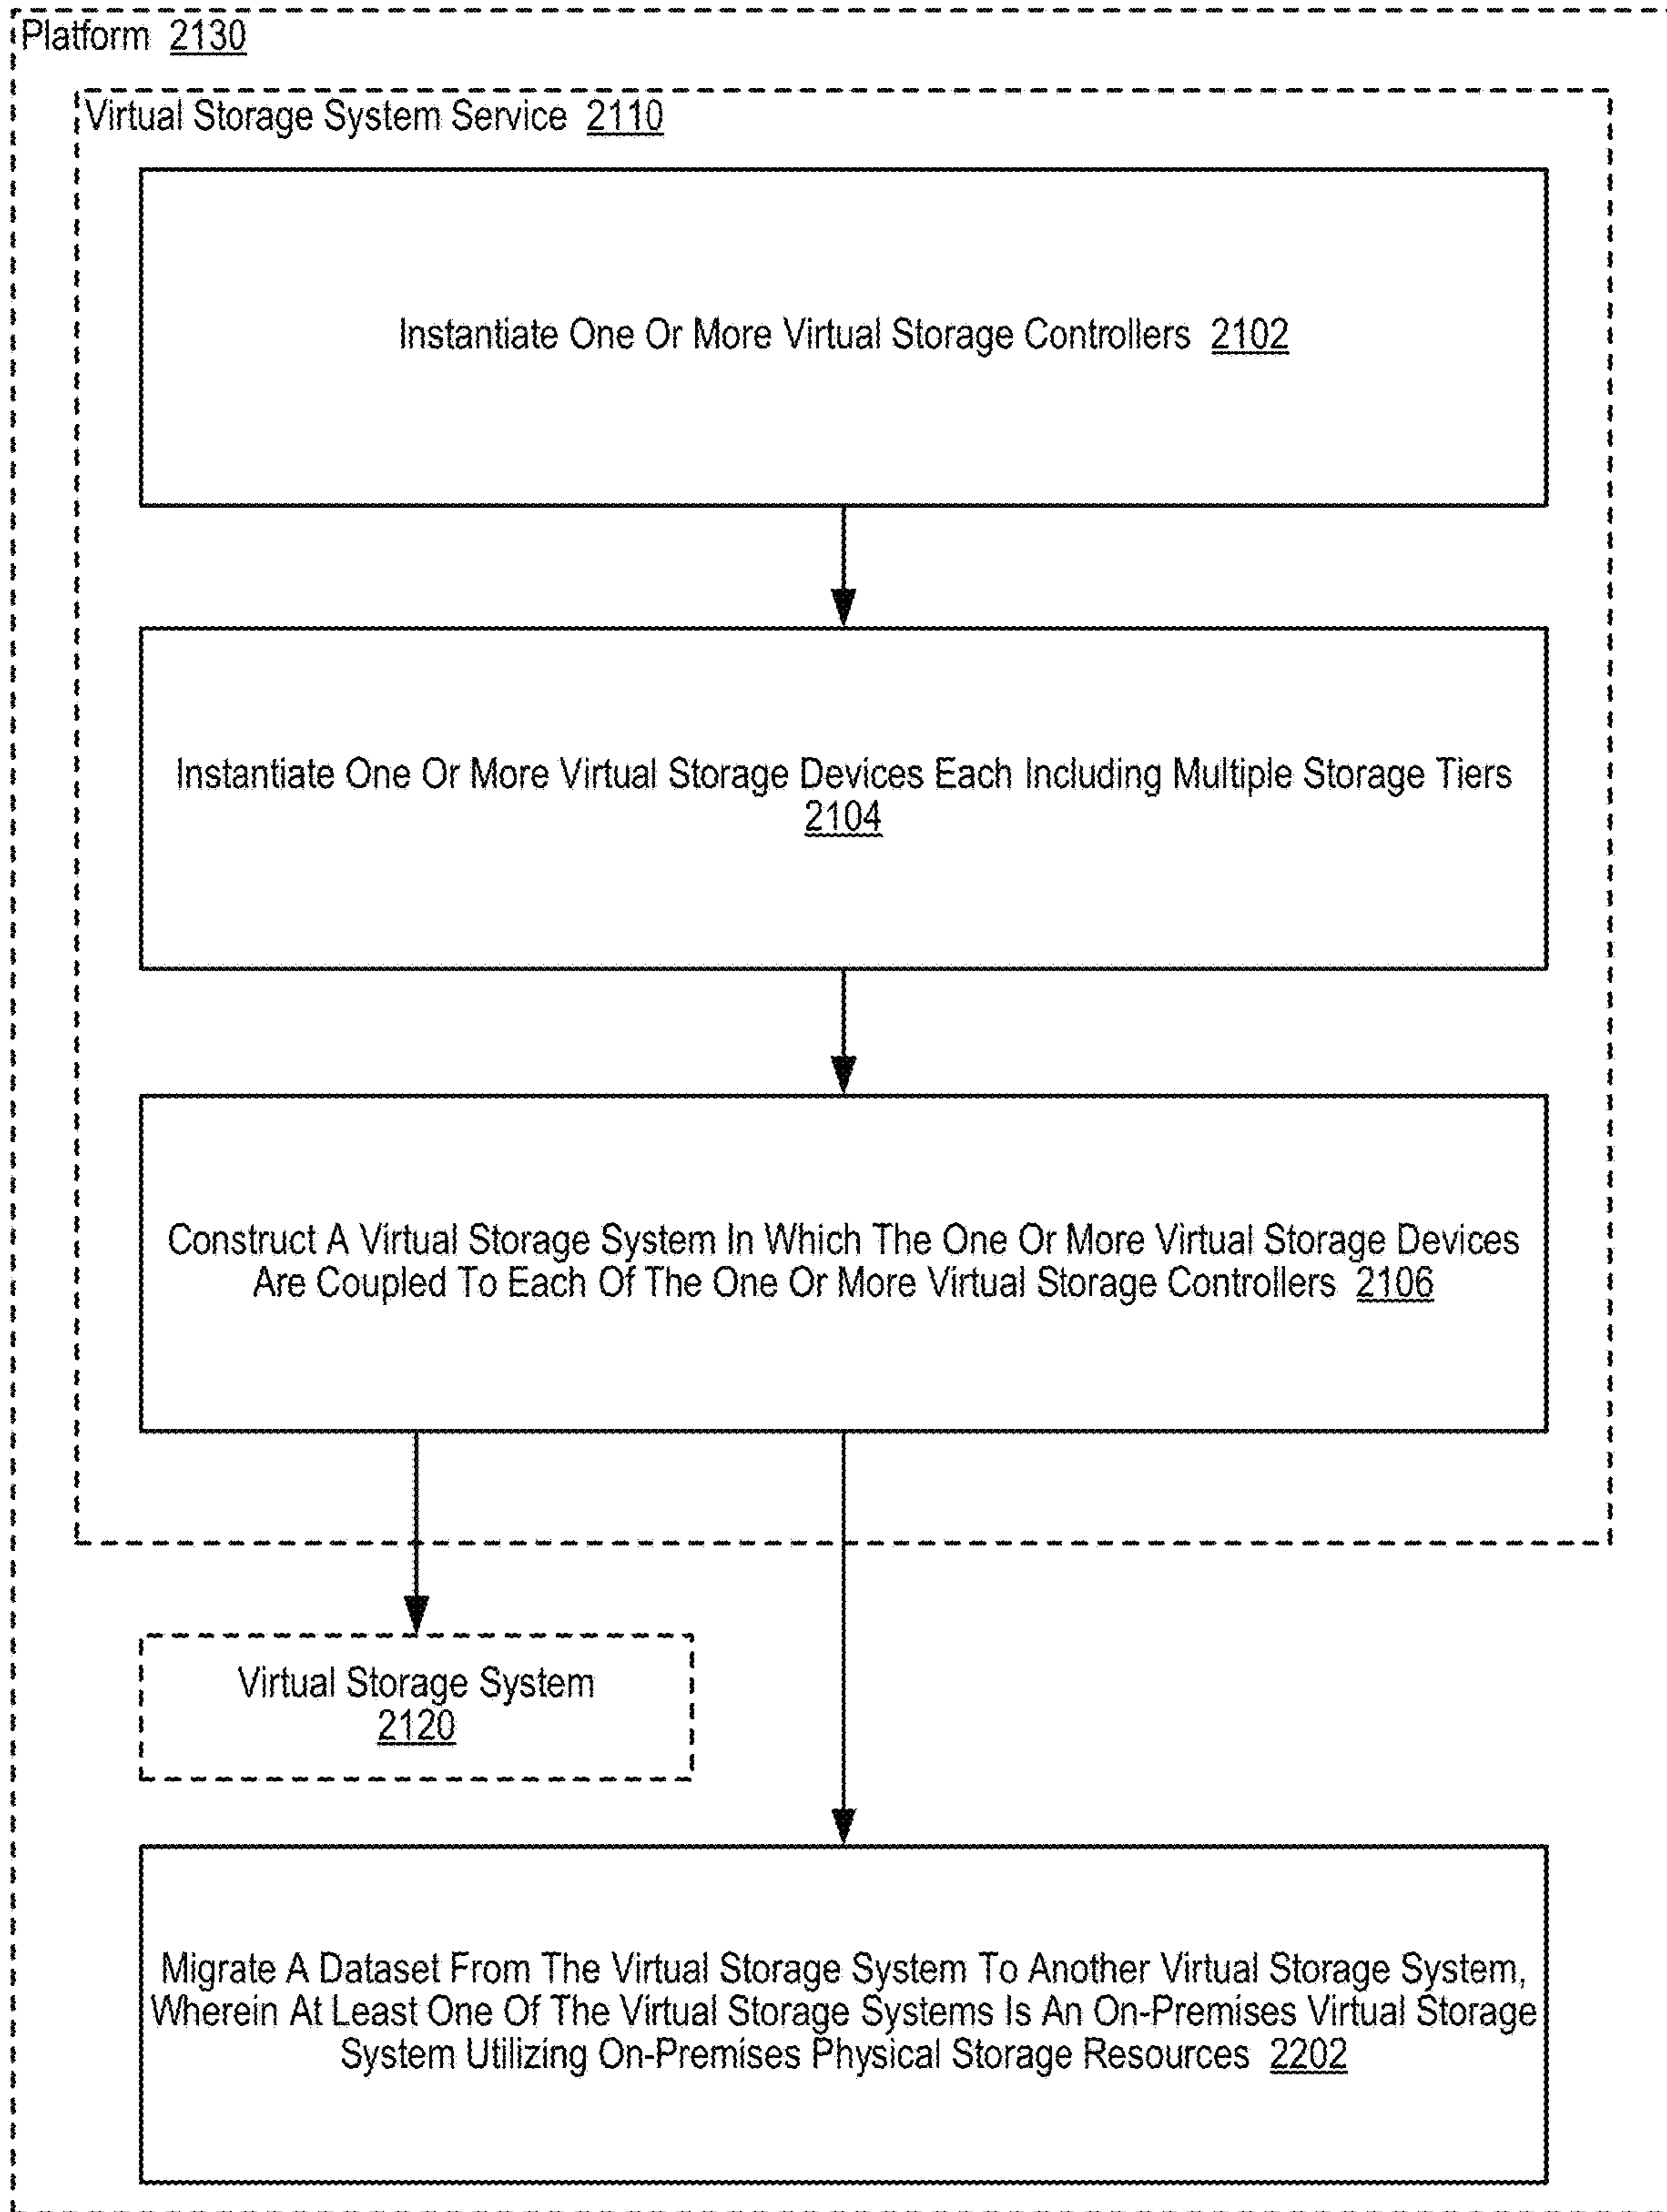 Platform 2130
Virtual Storage System Service 2110
Instantiate One Or More Virtual Storage Controllers 2102
Instantiate One Or More Virtual Storage Devices Each Including Multiple Storage Tiers
2104
Construct A Virtual Storage System In Which The One Or More Virtual Storage Devices
Are Coupled To Each Of The One Or More Virtual Storage Controllers 2106
Virtual Storage System
2120
Migrate A Dataset From The Virtual Storage System To Another Virtual Storage System,
Wherein At Least One Of The Virtual Storage Systems Is An On-Premises Virtual Storage
System Utilizing On-Premises Physical Storage Resources 2202